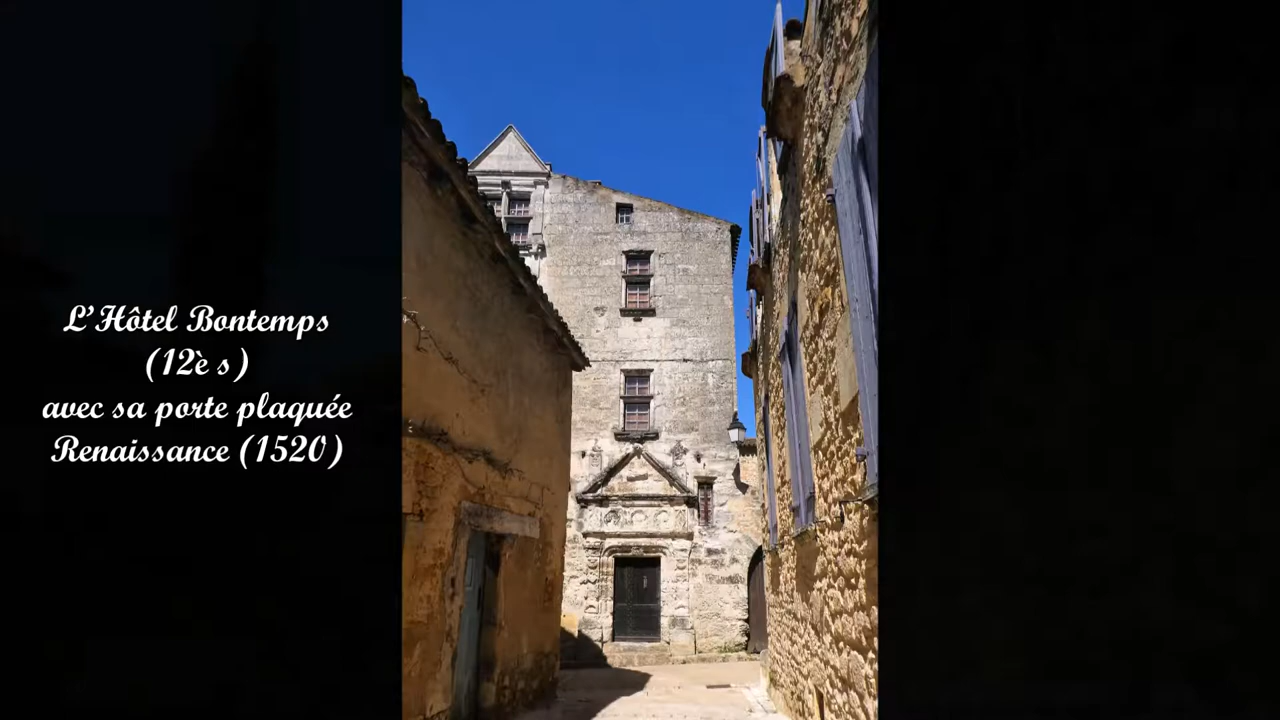 L'Hôtel Bontemps
(12è s)
avec sa porte plaquée
Renaissance (1520)